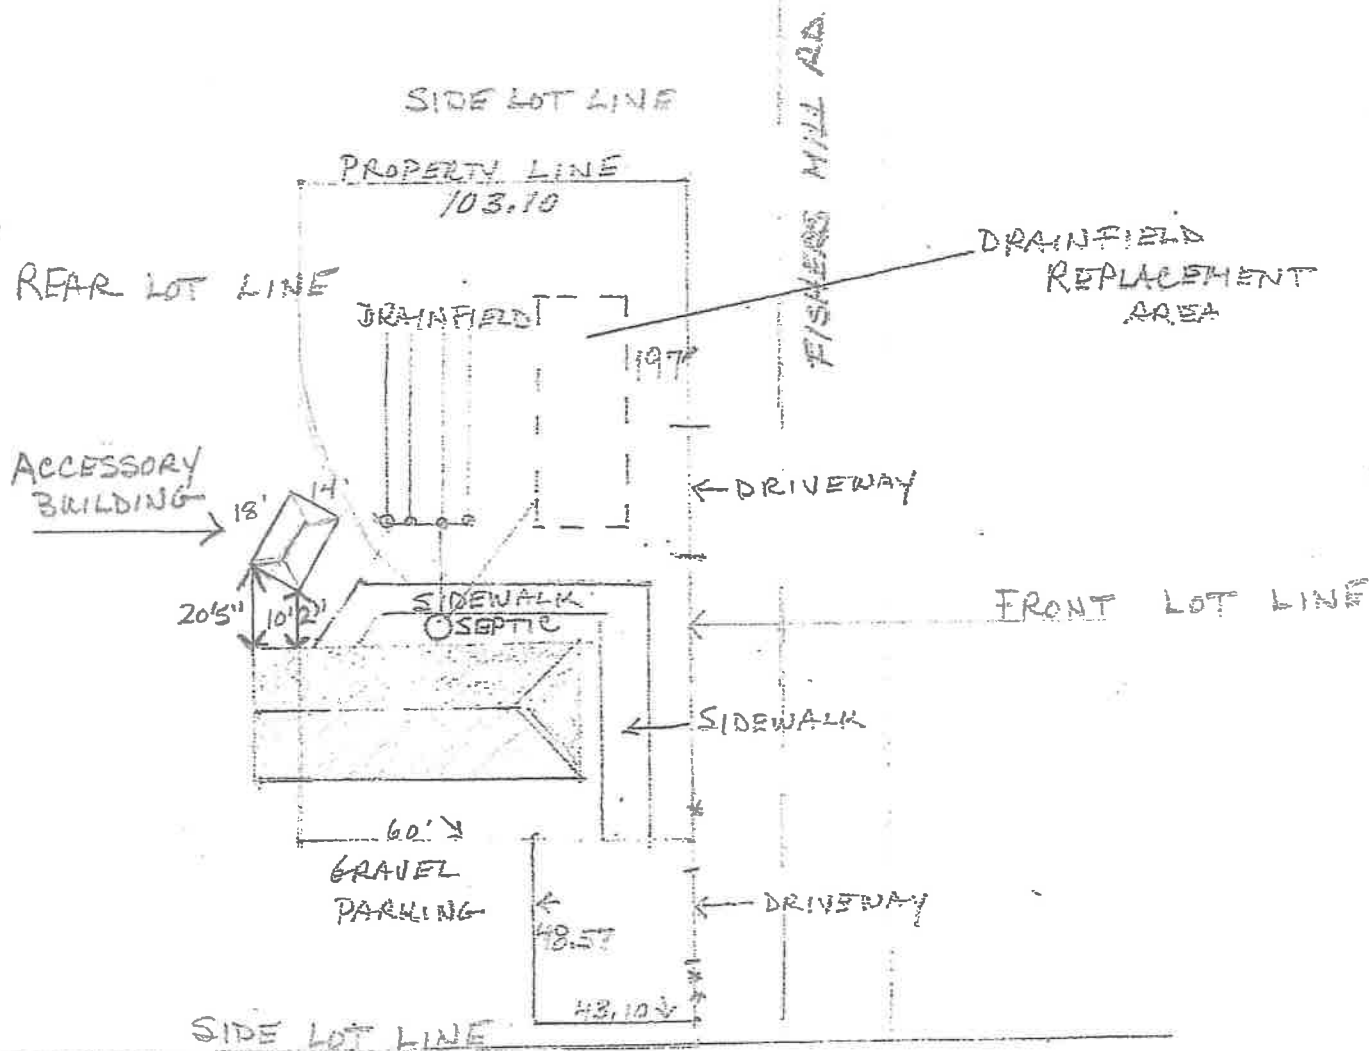 SIDE LOT LINE
FISHERS MILL RD.
PROPERTY LINE
103.10
DRAINFIELD
REPLACEMENT
AREA
REAR LOT LINE
DRAINFIELD
197'
ACCESSORY
BUILDING
18'
14'
DRIVEWAY
20'5"
10'2"
SIDEWALK
SEPTIC
FRONT LOT LINE
SIDEWALK
60'
GRAVEL
PARKING
DRIVEWAY
48.57
43.10
SIDE LOT LINE